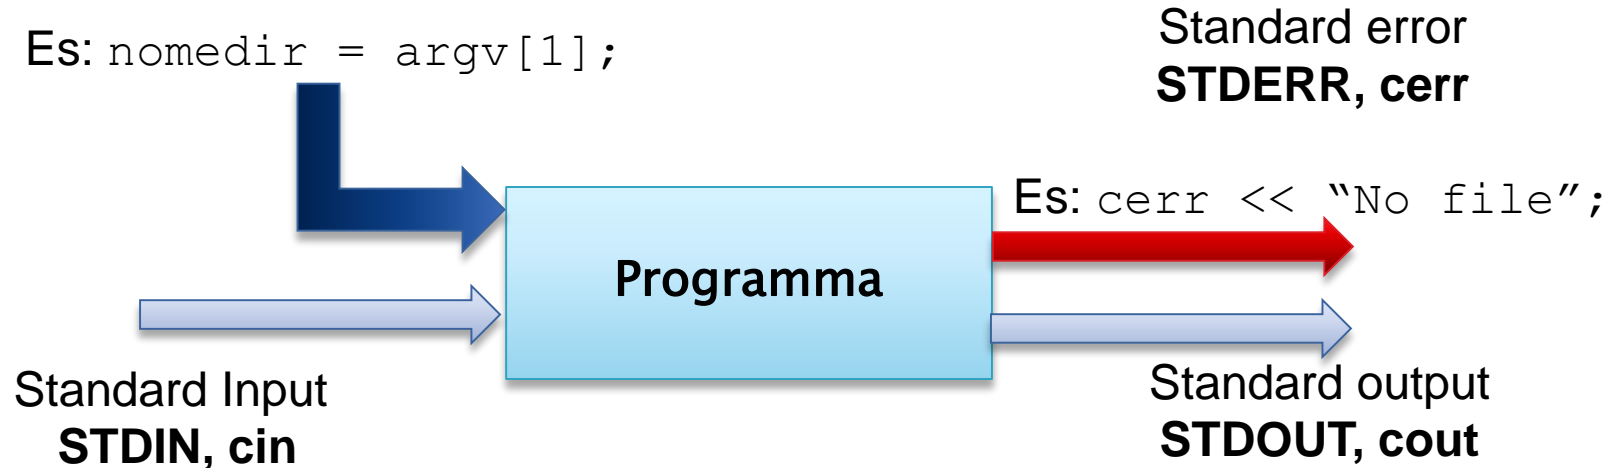 Es: nomedir = argv[1];
Standard error
STDERR, cerr
Es: cerr << “No file”;
Programma
Standard Input
STDIN, cin
Standard output
STDOUT, cout